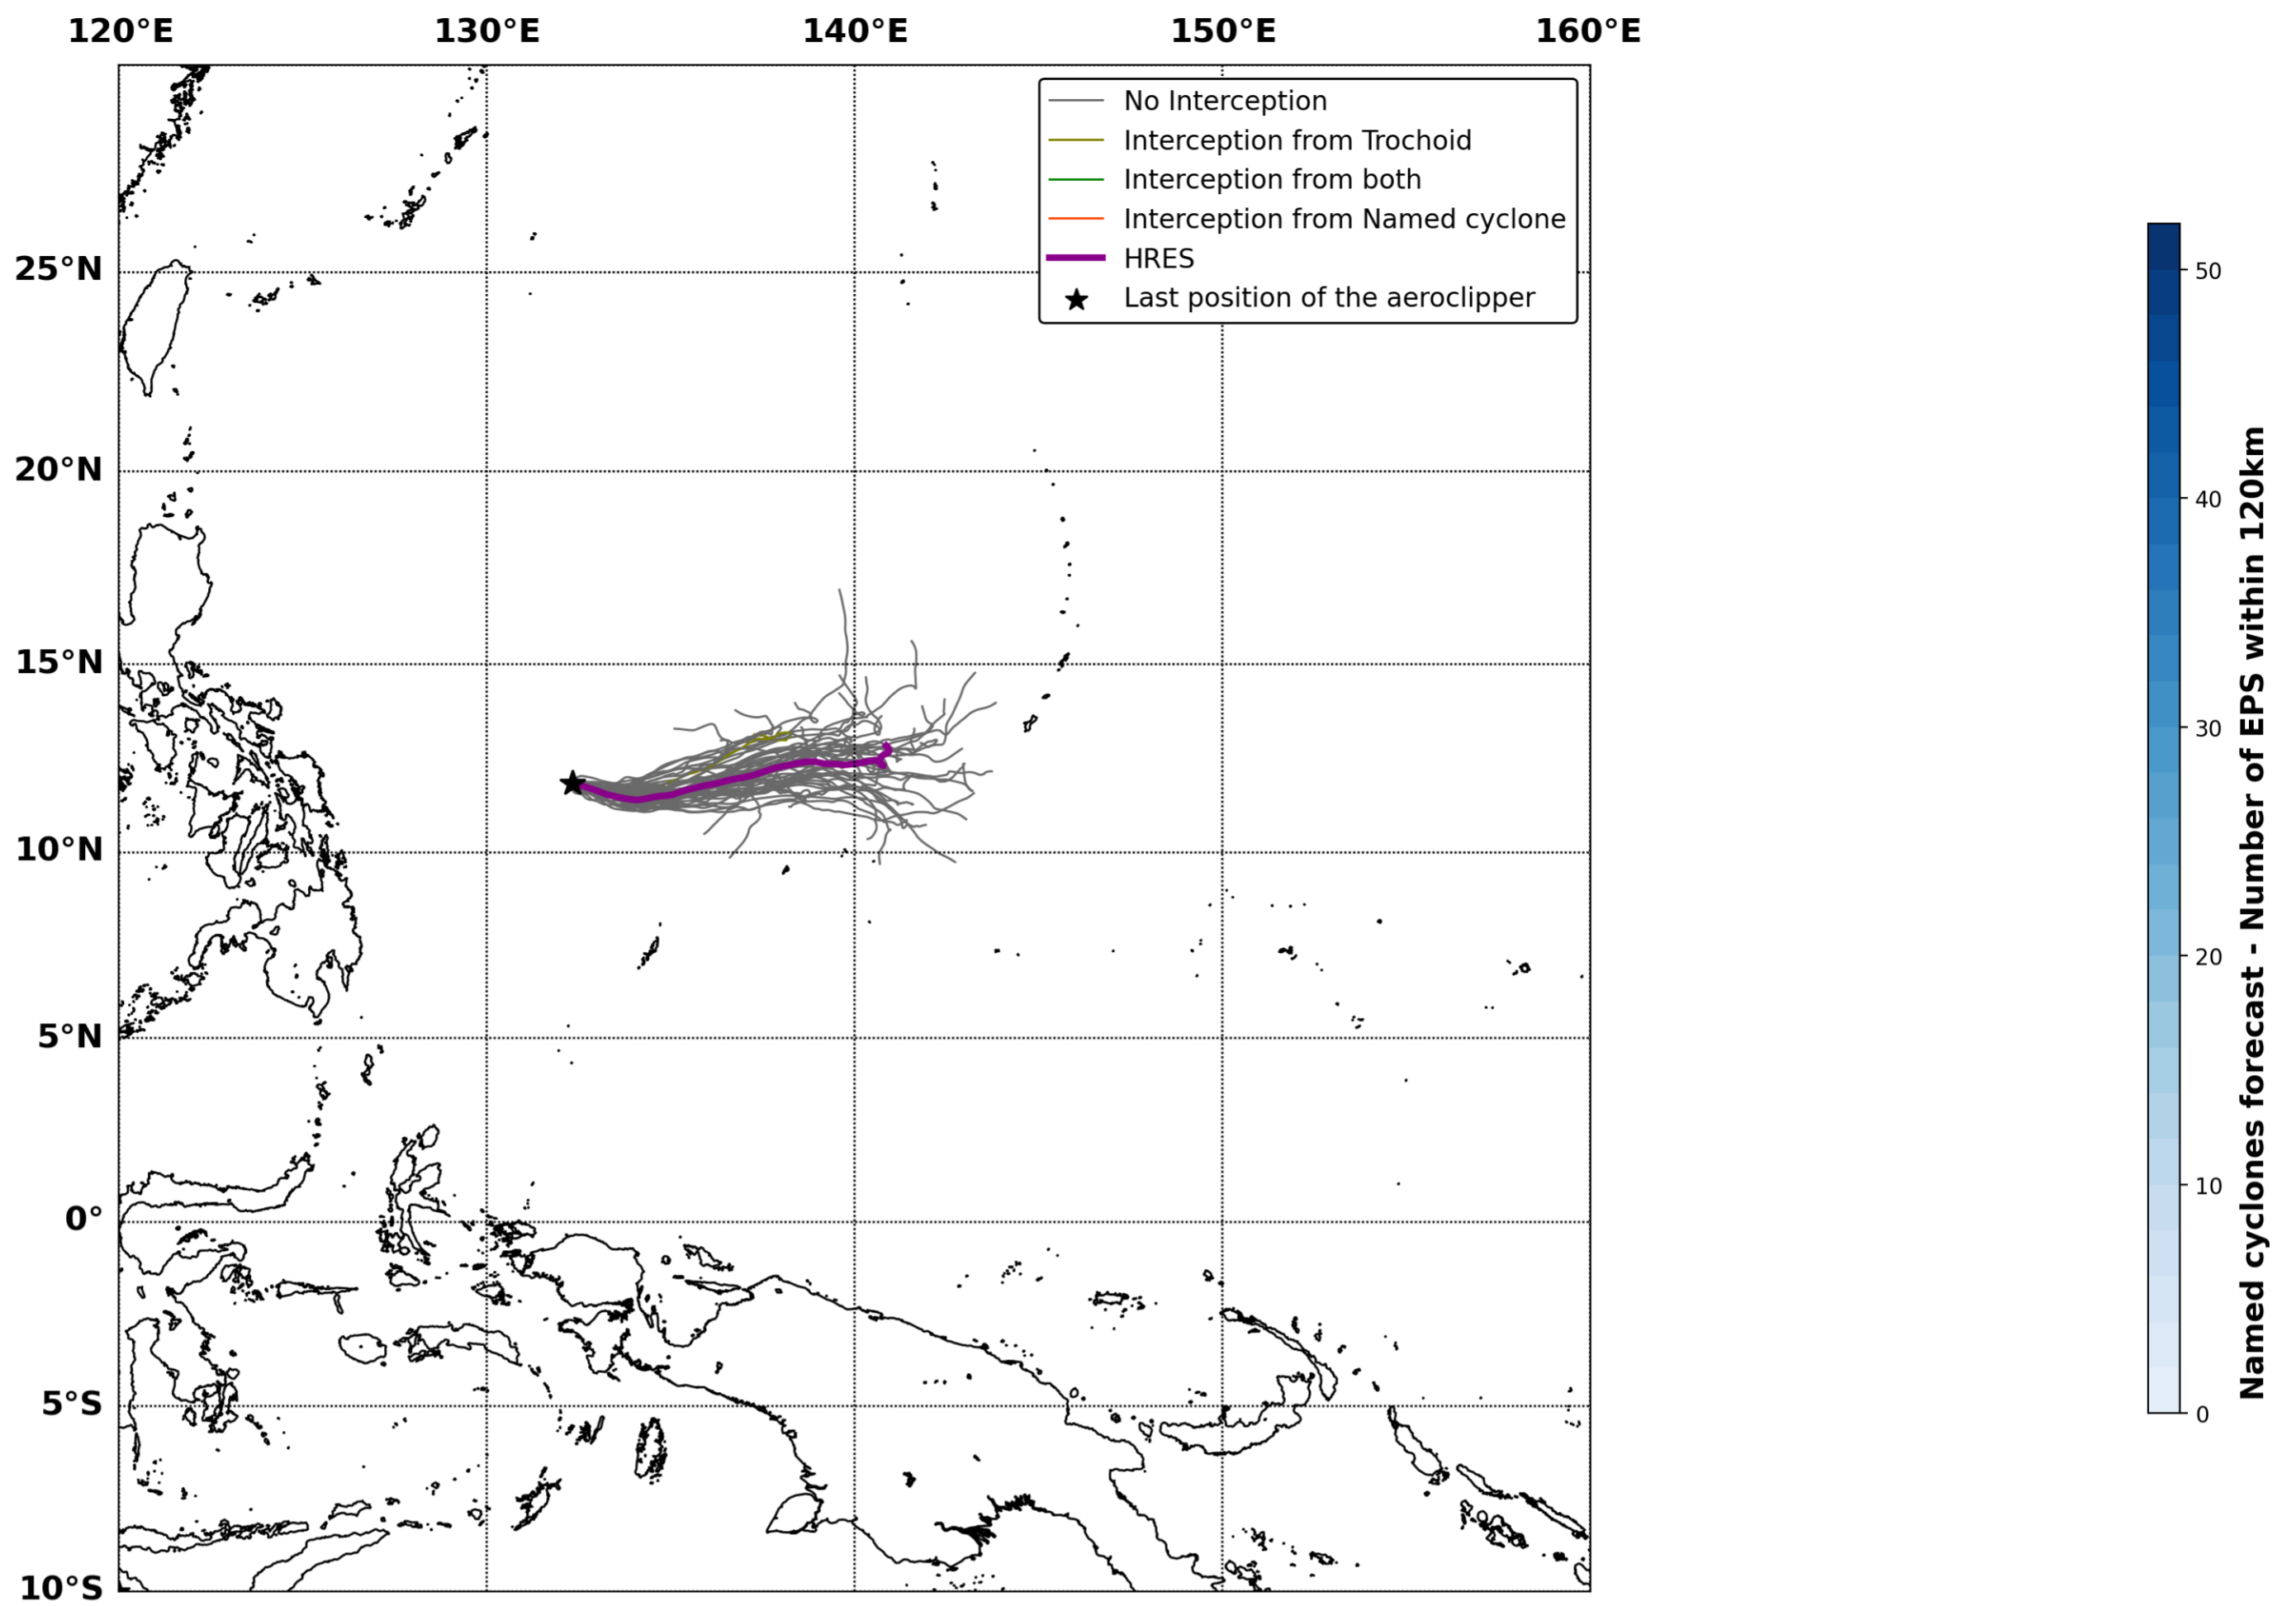 120°E 130°E 140°E 150°E 160°E
No Interception
Interception from Trochoid
Interception from both
Interception from Named cyclone
HRES
Last position of the aeroclipper
25°N
20°N
15°N
10°N
5°N
0°
5°S
10°S
50
40
30
20
10
0
Named cyclones forecast - Number of EPS within 120km